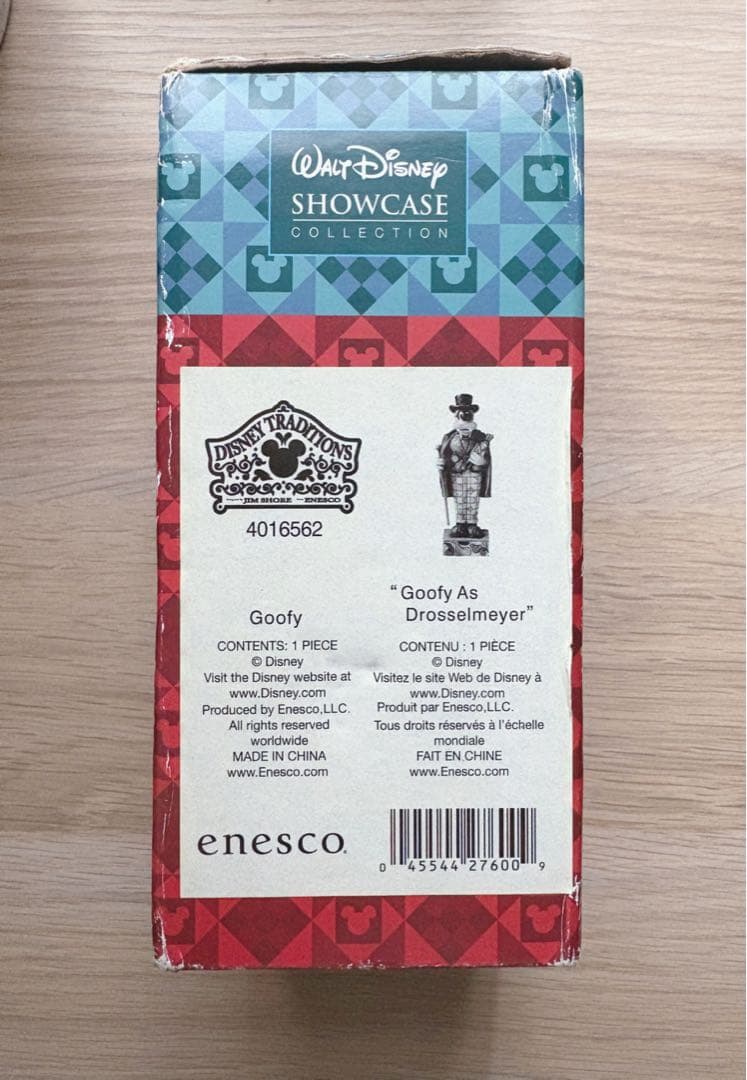 WALT DISNEY
SHOWCASE
COLLECTION
DISNEY TRADITIONS
JIM SHORE ENESCO
4016562
Goofy
CONTENTS: 1 PIECE
© Disney
Visit the Disney website at
www.Disney.com
Produced by Enesco,LLC.
All rights reserved
worldwide
MADE IN CHINA
www.Enesco.com
"Goofy As
Drosselmeyer"
CONTENU : 1 PIÈCE
© Disney
Visitez le site Web de Disney à
www.Disney.com
Produit par Enesco,LLC.
Tous droits réservés à l'échelle
mondiale
FAIT EN CHINE
www.Enesco.com
enesco.
0 45544 27600 9